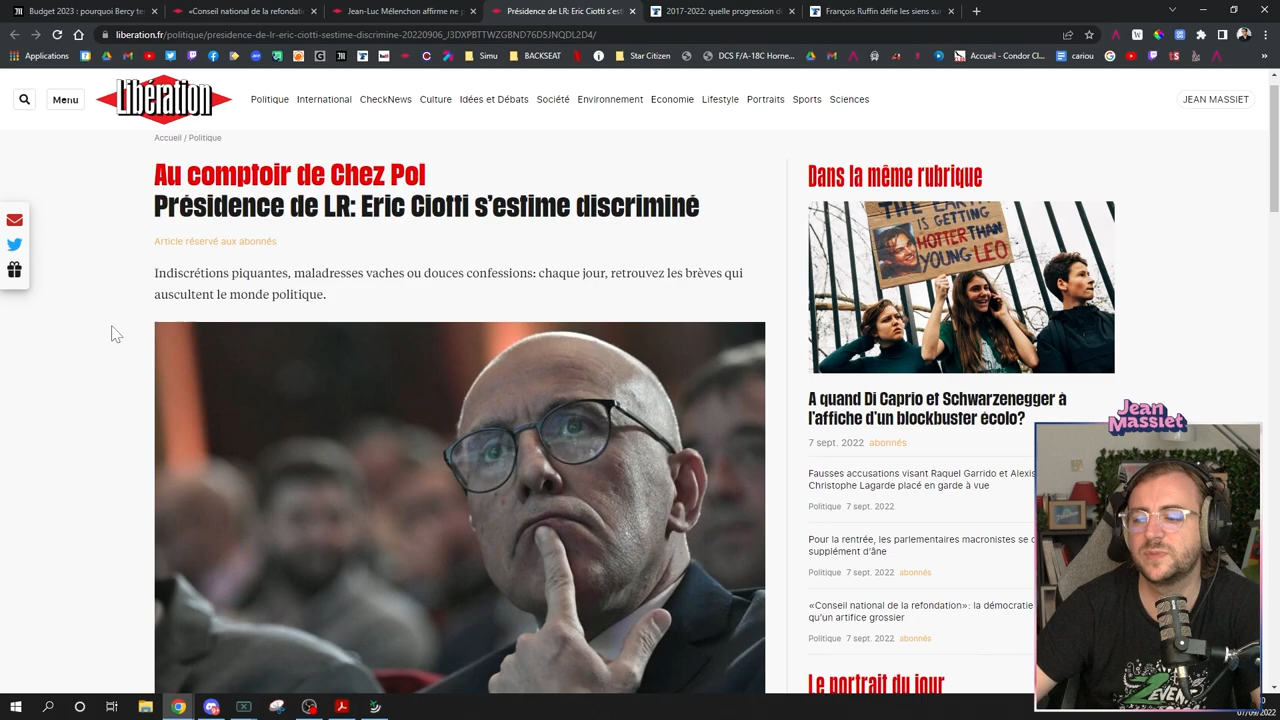 Budget 2023 : pourquoi Bercy te
«Conseil national de la refondati
Jean-Luc Mélenchon affirme ne p
Présidence de LR: Eric Ciotti s'est
2017-2022: quelle progression d
François Ruffin défie les siens su
liberation.fr/politique/presidence-de-lr-eric-ciotti-sestime-discrimine-20220906_J3DXPBTTWZGBND76D5JNQDL2D4/
Applications
Simu
BACKSEAT
Star Citizen
DCS F/A-18C Horne...
Accueil - Condor Cl...
cariou
Menu
Libération
Politique International CheckNews Culture Idées et Débats Société Environnement Economie Lifestyle Portraits Sports Sciences
JEAN MASSIET
Accueil / Politique
Au comptoir de Chez Pol
Présidence de LR: Eric Ciotti s'estime discriminé
Article réservé aux abonnés
Indiscrétions piquantes, maladresses vaches ou douces confessions: chaque jour, retrouvez les brèves qui
auscultent le monde politique.
Dans la même rubrique
THE EARTH
IS GETTING
HOTTER THAN
YOUNG LEO
A quand Di Caprio et Schwarzenegger à
l'affiche d'un blockbuster écolo?
7 sept. 2022 abonnés
Fausses accusations visant Raquel Garrido et Alexis
Christophe Lagarde placé en garde à vue
Politique 7 sept. 2022
Pour la rentrée, les parlementaires macronistes se
supplément d'âne
Politique 7 sept. 2022 abonnés
«Conseil national de la refondation»: la démocratie
qu'un artifice grossier
Politique 7 sept. 2022 abonnés
Le portrait du jour
Jean
Massiet
07/09/2022